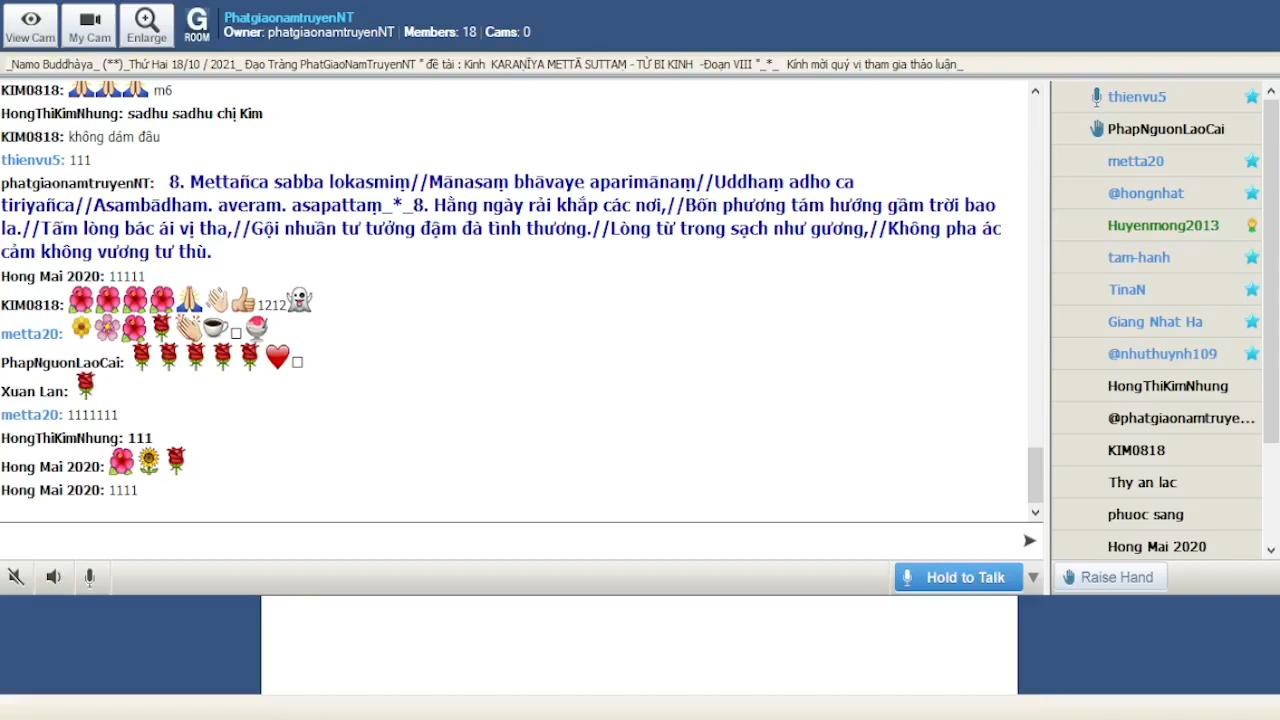 View Cam
My Cam
Enlarge
G
ROOM
PhatgiaonamtruyenNT
Owner: phatgiaonamtruyenNT | Members: 18 | Cams: 0
_Namo Buddhàya_ (**)_Thứ Hai 18/10 / 2021_ Đạo Tràng PhatGiaoNamTruyenNT " đề tài : Kinh KARAṆĪYA METTĀ SUTTAṂ - TỪ BI KINH -Đoạn VIII "_*_ Kính mời quý vị tham gia thảo luận_
KIM0818: m6
HongThiKimNhung: sadhu sadhu chị Kim
KIM0818: không dám đâu
thienvu5: 111
phatgiaonamtruyenNT: 8. Mettañca sabba lokasmiṃ//Mānasaṃ bhāvaye aparimānaṃ//Uddhaṃ adho ca
tiriyañca//Asambādham. averam. asapattaṃ_*_8. Hằng ngày rải khắp các nơi,//Bốn phương tám hướng gầm trời bao
la.//Tấm lòng bác ái vị tha,//Gội nhuần tư tưởng đậm đà tình thương.//Lòng từ trong sạch như gương,//Không pha ác
cảm không vương tư thù.
Hong Mai 2020: 11111
KIM0818: 1212
metta20:
PhapNguonLaoCai:
Xuan Lan:
metta20: 1111111
HongThiKimNhung: 111
Hong Mai 2020:
Hong Mai 2020: 1111
Hold to Talk
thienvu5
PhapNguonLaoCai
metta20
@hongnhat
Huyenmong2013
tam-hanh
TinaN
Giang Nhat Ha
@nhuthuynh109
HongThiKimNhung
@phatgiaonamtruye...
KIM0818
Thy an lac
phuoc sang
Hong Mai 2020
Raise Hand